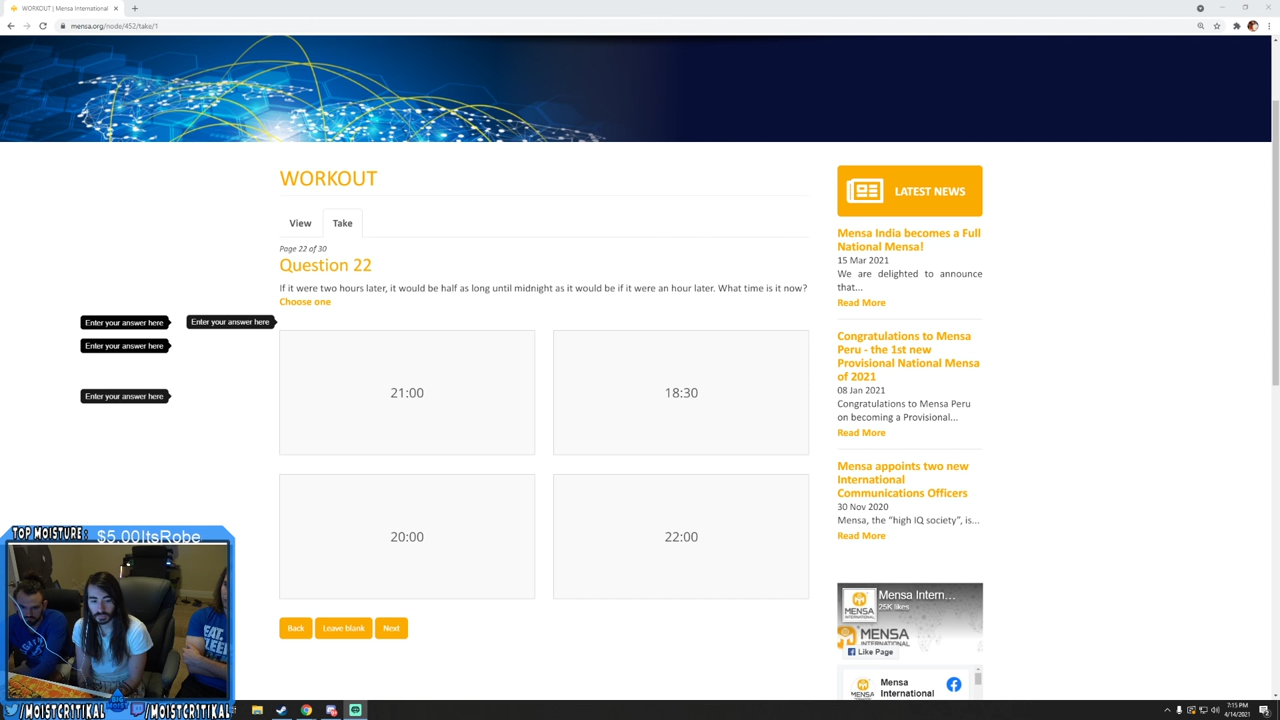 WORKOUT | Mensa International
mensa.org/node/452/take/1
WORKOUT
View
Take
Page 22 of 30
Question 22
If it were two hours later, it would be half as long until midnight as it would be if it were an hour later. What time is it now?
Choose one
Enter your answer here
Enter your answer here
Enter your answer here
Enter your answer here
21:00
18:30
20:00
22:00
Back
Leave blank
Next
LATEST NEWS
Mensa India becomes a Full
National Mensa!
15 Mar 2021
We are delighted to announce
that...
Read More
Congratulations to Mensa
Peru - the 1st new
Provisional National Mensa
of 2021
08 Jan 2021
Congratulations to Mensa Peru
on becoming a Provisional...
Read More
Mensa appoints two new
International
Communications Officers
30 Nov 2020
Mensa, the “high IQ society”, is...
Read More
Mensa Intern...
25K likes
MENSA
INTERNATIONAL
MENSA
INTERNATIONAL
Like Page
Mensa
International
TOP MOISTURE: $5.00ItsRobe
EAT.
BIG
MOIST
/MOISTCRITIKAL
/MOISTCRITIKAL
7:15 PM
4/14/2021